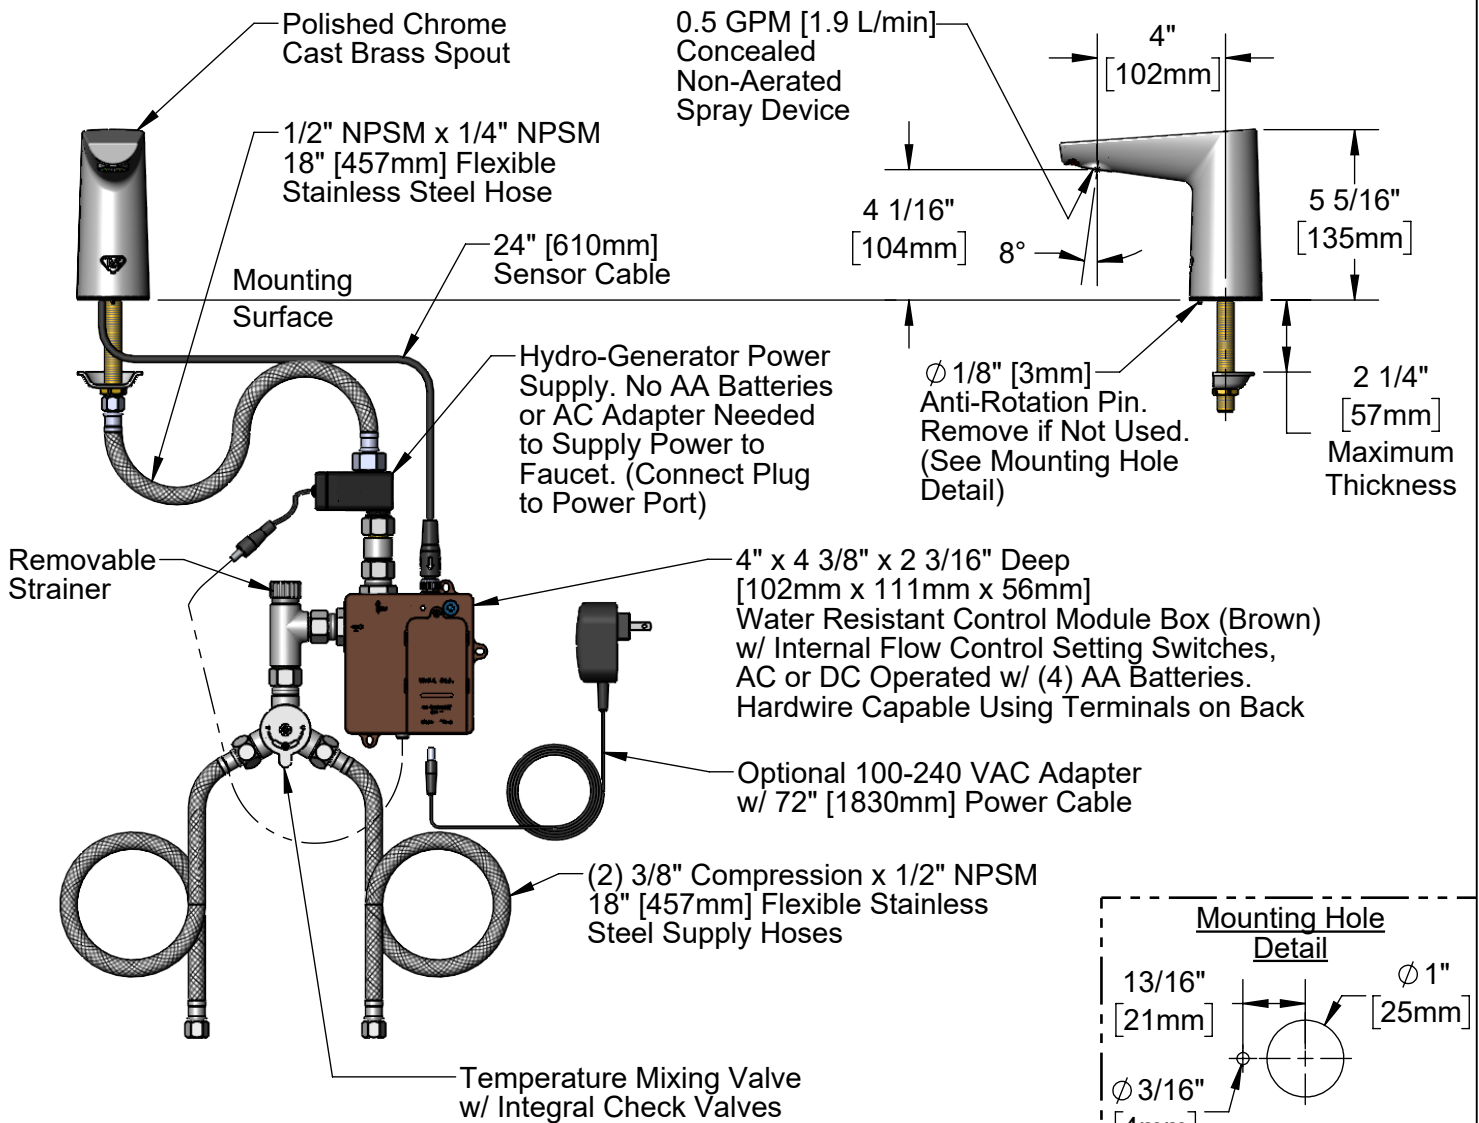 Polished Chrome
Cast Brass Spout
1/2" NPSM x 1/4" NPSM
18" [457mm] Flexible
Stainless Steel Hose
24" [610mm]
Sensor Cable
Mounting
Surface
Hydro-Generator Power
Supply. No AA Batteries
or AC Adapter Needed
to Supply Power to
Faucet. (Connect Plug
to Power Port)
Removable
Strainer
0.5 GPM [1.9 L/min]
Concealed
Non-Aerated
Spray Device
4"
[102mm]
4 1/16"
[104mm]
8°
5 5/16"
[135mm]
Ø 1/8" [3mm]
Anti-Rotation Pin.
Remove if Not Used.
(See Mounting Hole
Detail)
2 1/4"
[57mm]
Maximum
Thickness
4" x 4 3/8" x 2 3/16" Deep
[102mm x 111mm x 56mm]
Water Resistant Control Module Box (Brown)
w/ Internal Flow Control Setting Switches,
AC or DC Operated w/ (4) AA Batteries.
Hardwire Capable Using Terminals on Back
Optional 100-240 VAC Adapter
w/ 72" [1830mm] Power Cable
(2) 3/8" Compression x 1/2" NPSM
18" [457mm] Flexible Stainless
Steel Supply Hoses
Temperature Mixing Valve
w/ Integral Check Valves
Mounting Hole
Detail
13/16"
[21mm]
Ø 1"
[25mm]
Ø 3/16"
[4mm]